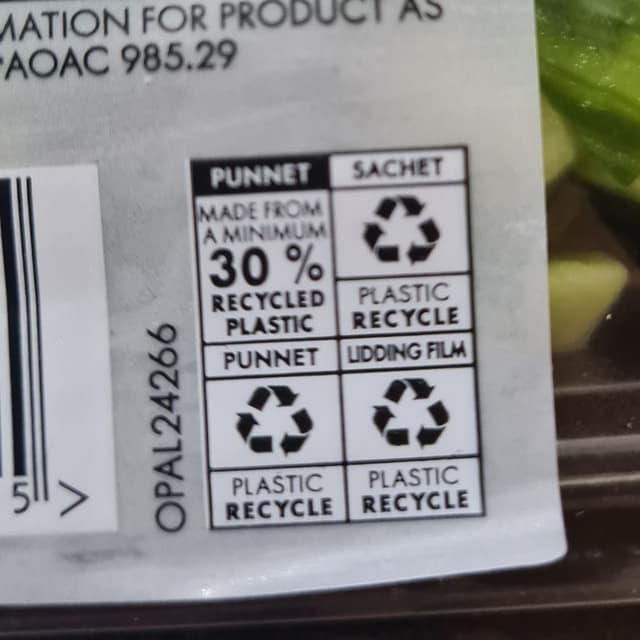 MATION FOR PRODUCT AS
*AOAC 985.29
PUNNET
MADE FROM
A MINIMUM
30 %
RECYCLED
PLASTIC
SACHET
PLASTIC
RECYCLE
PUNNET
PLASTIC
RECYCLE
LIDDING FILM
PLASTIC
RECYCLE
OPAL24266
5 >